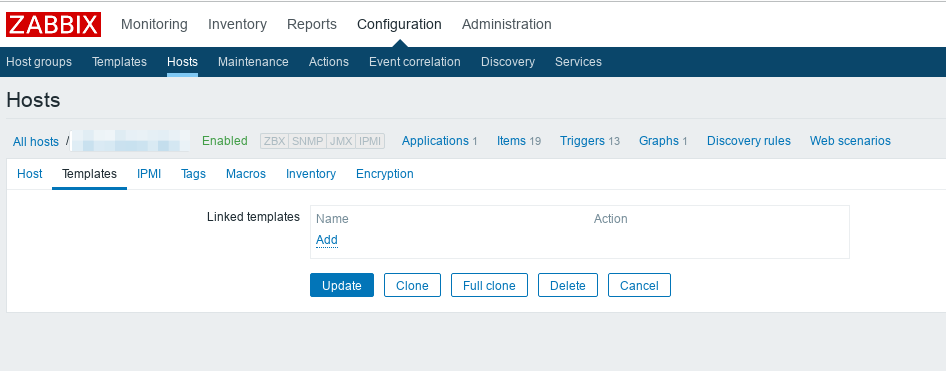 ZABBIX Monitoring Inventory Reports Configuration Administration
Host groups Templates Hosts Maintenance Actions Event correlation Discovery Services
Hosts
All hosts / Enabled ZBX SNMP JMX IPMI Applications 1 Items 19 Triggers 13 Graphs 1 Discovery rules Web scenarios
Host Templates IPMI Tags Macros Inventory Encryption
Linked templates Name Action
Add
Update Clone Full clone Delete Cancel